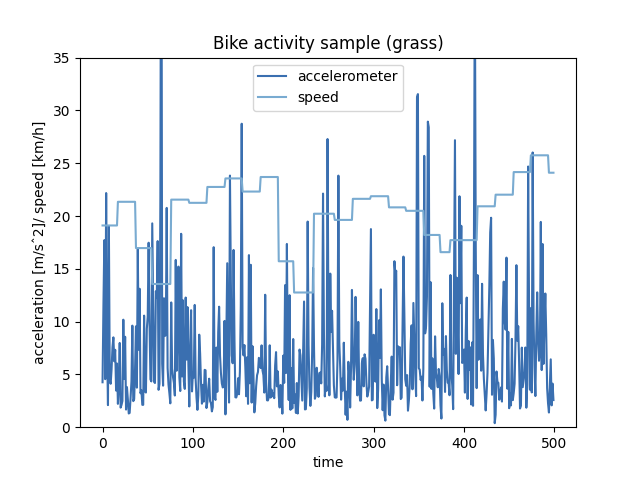 Bike activity sample (grass)
accelerometer
speed
acceleration [m/s^2]/ speed [km/h]
35
30
25
20
15
10
5
0
0 100 200 300 400 500
time